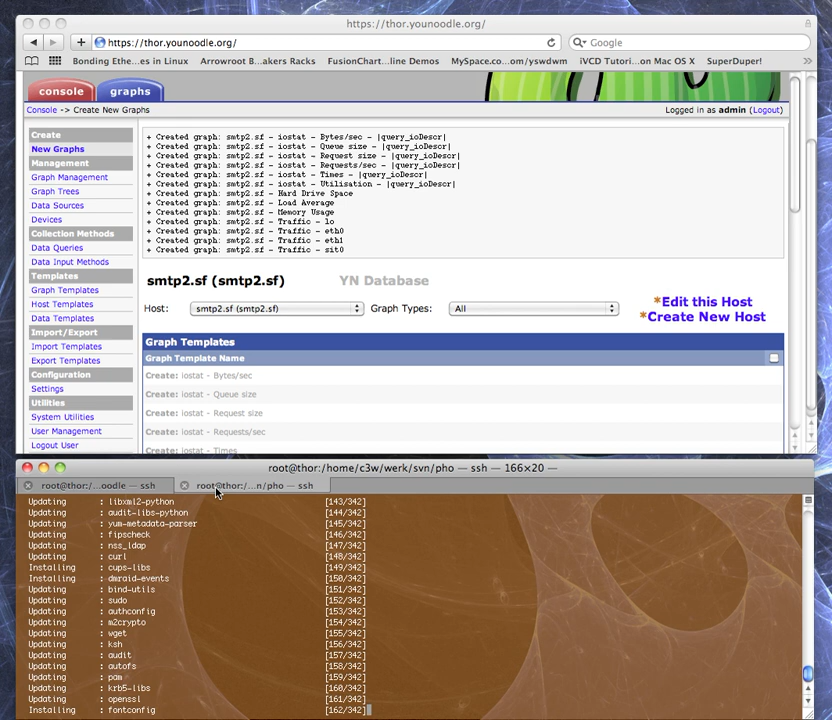 https://thor.younoodle.org/
https://thor.younoodle.org/
Google
Bonding Ethe...es in Linux
Arrowroot B...akers Racks
FusionChart...line Demos
MySpace.co...om/yswdwm
iVCD Tutori...on Mac OS X
SuperDuper!
console
graphs
Console -> Create New Graphs
Logged in as admin (Logout)
Create
New Graphs
Management
Graph Management
Graph Trees
Data Sources
Devices
Collection Methods
Data Queries
Data Input Methods
Templates
Graph Templates
Host Templates
Data Templates
Import/Export
Import Templates
Export Templates
Configuration
Settings
Utilities
System Utilities
User Management
Logout User
+ Created graph: smtp2.sf - iostat - Bytes/sec - |query_ioDescr|
+ Created graph: smtp2.sf - iostat - Queue size - |query_ioDescr|
+ Created graph: smtp2.sf - iostat - Request size - |query_ioDescr|
+ Created graph: smtp2.sf - iostat - Requests/sec - |query_ioDescr|
+ Created graph: smtp2.sf - iostat - Times - |query_ioDescr|
+ Created graph: smtp2.sf - iostat - Utilisation - |query_ioDescr|
+ Created graph: smtp2.sf - Hard Drive Space
+ Created graph: smtp2.sf - Load Average
+ Created graph: smtp2.sf - Memory Usage
+ Created graph: smtp2.sf - Traffic - lo
+ Created graph: smtp2.sf - Traffic - eth0
+ Created graph: smtp2.sf - Traffic - eth1
+ Created graph: smtp2.sf - Traffic - sit0
smtp2.sf (smtp2.sf)
YN Database
Host:
smtp2.sf (smtp2.sf)
Graph Types:
All
*Edit this Host
*Create New Host
Graph Templates
Graph Template Name
Create: iostat - Bytes/sec
Create: iostat - Queue size
Create: iostat - Request size
Create: iostat - Requests/sec
Create: iostat - Times
root@thor:/home/c3w/werk/svn/pho — ssh — 166×20 —
root@thor:/...oodle — ssh
root@thor:/...n/pho — ssh
Updating : libxml2-python [143/342]
Updating : audit-libs-python [144/342]
Updating : yum-metadata-parser [145/342]
Updating : fipscheck [146/342]
Updating : nss_ldap [147/342]
Updating : curl [148/342]
Installing : cups-libs [149/342]
Installing : dmraid-events [150/342]
Updating : bind-utils [151/342]
Updating : sudo [152/342]
Updating : authconfig [153/342]
Updating : m2crypto [154/342]
Updating : wget [155/342]
Updating : ksh [156/342]
Updating : audit [157/342]
Updating : autofs [158/342]
Updating : pam [159/342]
Updating : krb5-libs [160/342]
Updating : openssl [161/342]
Installing : fontconfig [162/342]